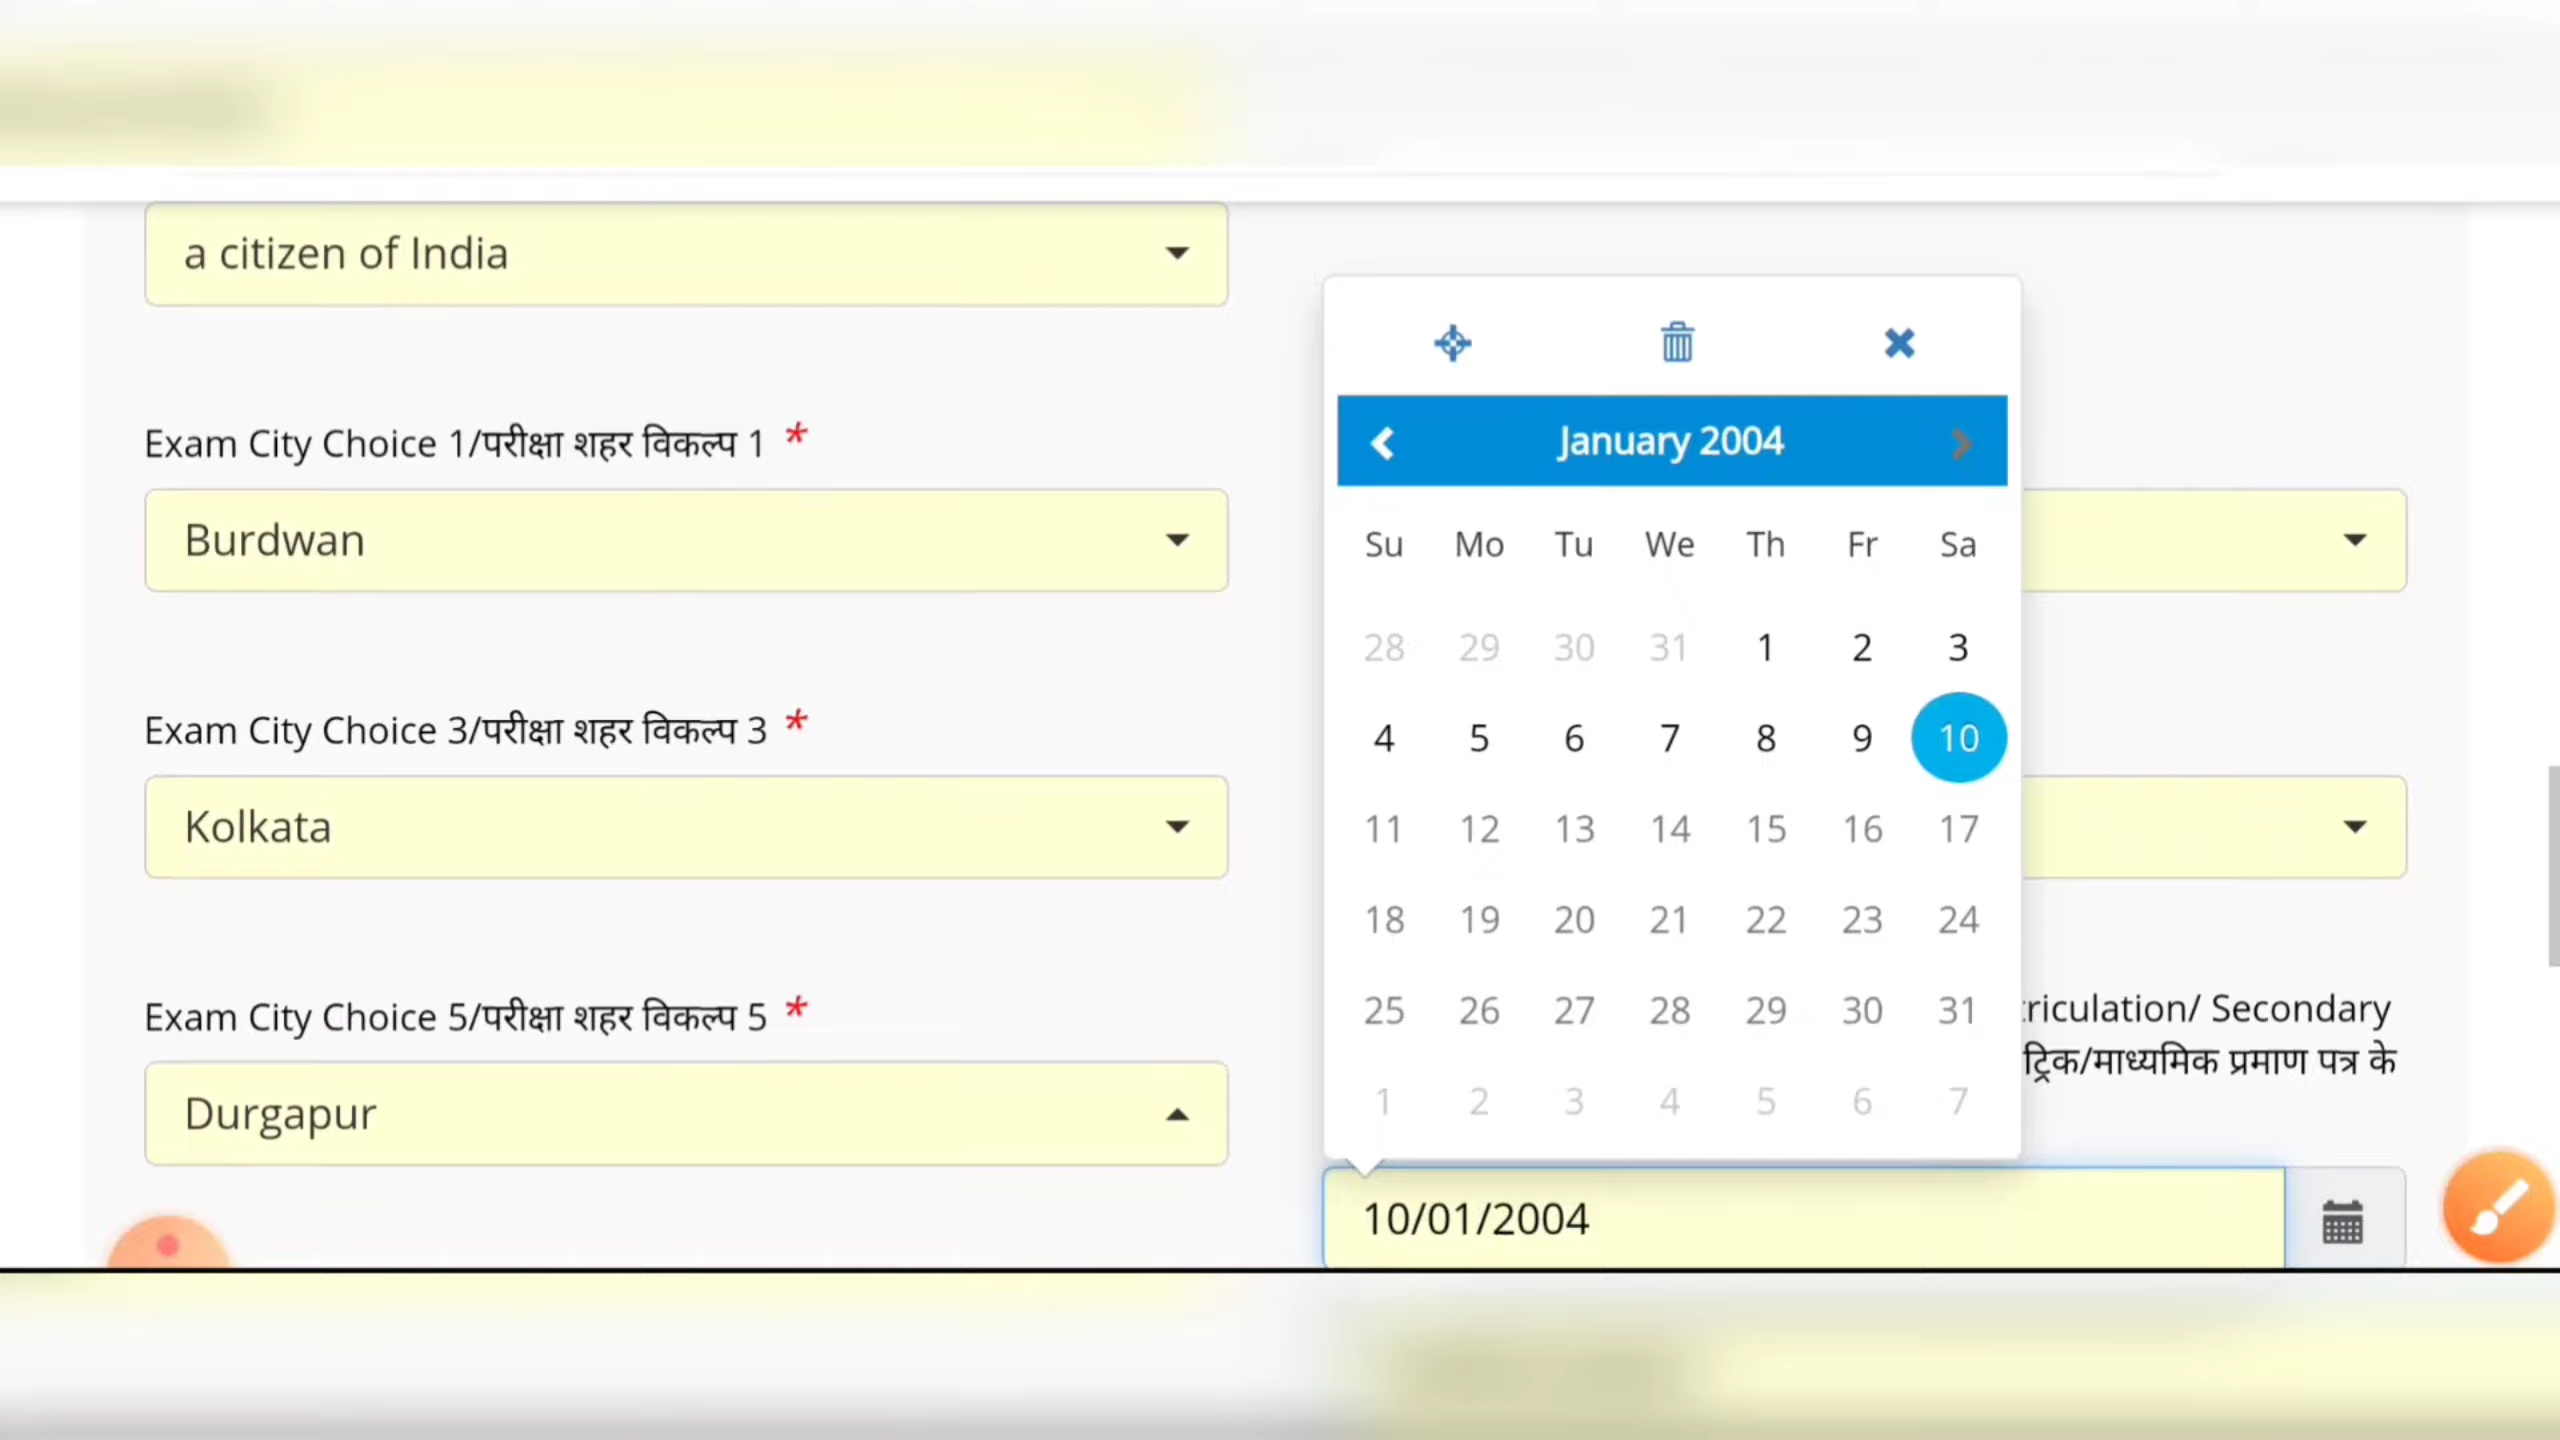 a citizen of India
Exam City Choice 1/परीक्षा शहर विकल्प 1 *
Burdwan
Exam City Choice 3/परीक्षा शहर विकल्प 3 *
Kolkata
Exam City Choice 5/परीक्षा शहर विकल्प 5 *
Durgapur
January 2004
Su Mo Tu We Th Fr Sa
28 29 30 31 1 2 3
4 5 6 7 8 9 10
11 12 13 14 15 16 17
18 19 20 21 22 23 24
25 26 27 28 29 30 31
1 2 3 4 5 6 7
triculation/ Secondary
ट्रिक/माध्यमिक प्रमाण पत्र के
10/01/2004